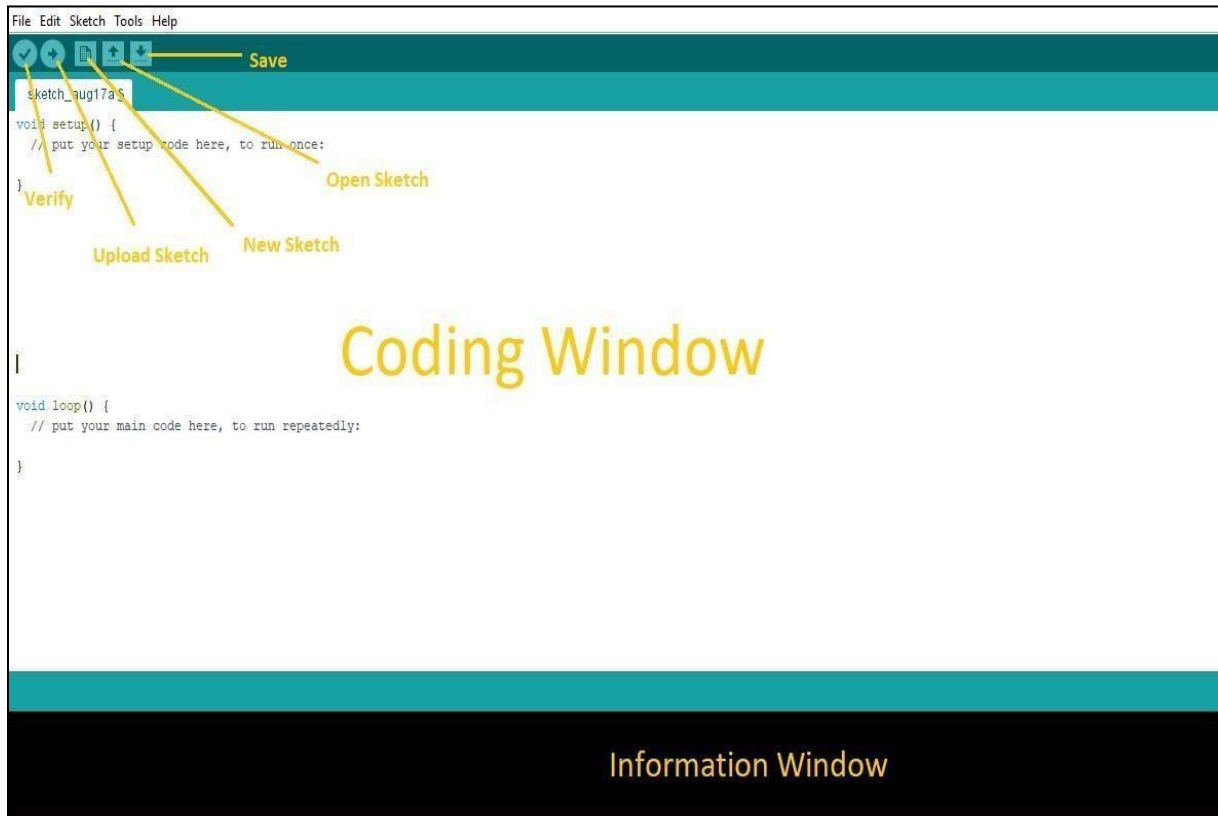 File Edit Sketch Tools Help
Save
sketch_aug17a §
void setup() {
// put your setup code here, to run once:
Open Sketch
}
Verify
New Sketch
Upload Sketch
Coding Window
void loop() {
// put your main code here, to run repeatedly:
}
Information Window